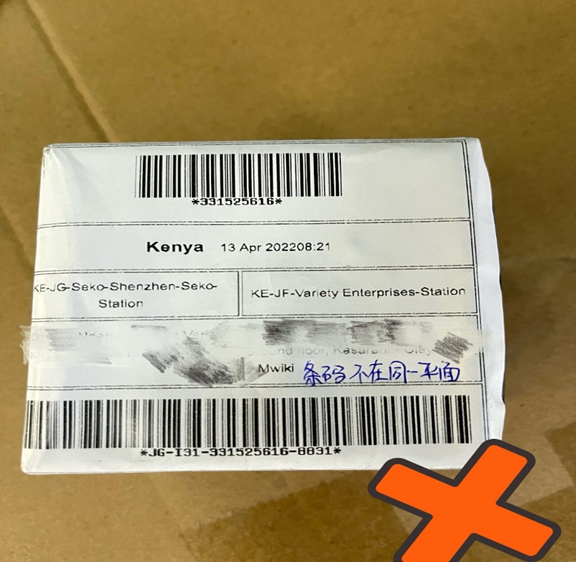 *331525616*
Kenya 13 Apr 202208:21
KE-JG-Seko-Shenzhen-Seko-
Station
KE-JF-Variety Enterprises-Station
Mwiki 条码不在同一平面
*JG-I31-331525616-0031*